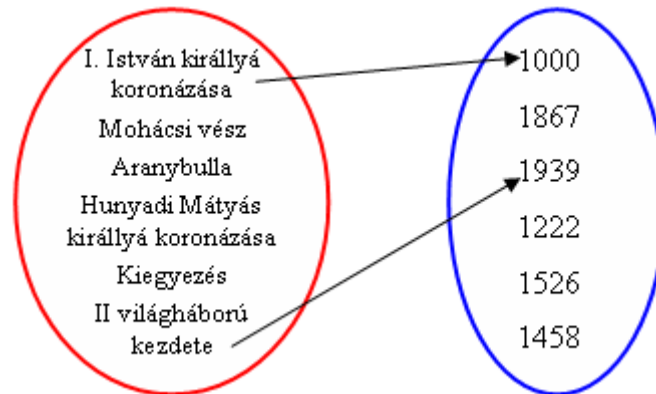 I. István királlyá
koronázása
Mohácsi vész
Aranybulla
Hunyadi Mátyás
királlyá koronázása
Kiegyezés
II világháború
kezdete
1000
1867
1939
1222
1526
1458